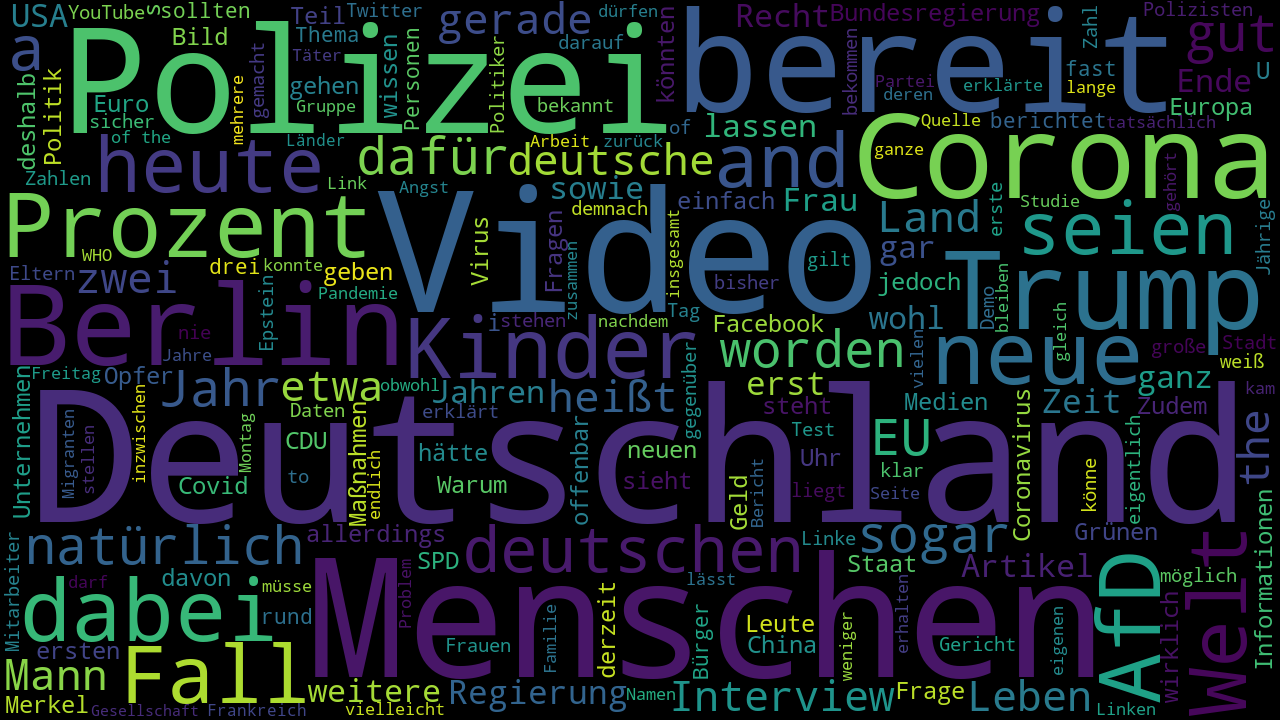 USA YouTube s sollten Teil Twitter gerade dürfen Recht Bundesregierung Zahl Polizisten gut
a Polizei Bild Thema Täter wissen Personen Politiker darauf könnten bereit bekommen fast U
Politik deshalb Euro sicher mehrere gemacht gehen Gruppe bekannt Partei deren erklärte lange Ende Europa
of the Länder Arbeit zurück of lassen Corona Quelle berichtet tatsächlich
heute dafür deutsche and ganze
Zahlen Link Angst sowie einfach Frau Studie erste gehört Jährige
Prozent Video Virus demnach Fragen Land seien
WHO drei konnte geben zusammen insgesamt bisher gilt gar jedoch Trump
Eltern zwei Pandemie Epstein Tag wohl Demo bleiben
Berlin nie Kinder i stehen nachdem Facebook worden neue gleich große Stadt
Jahre Freitag Opfer Jahr etwa obwohl Jahren heißt gegenüber erst vielen ganz weiß
Unternehmen Migranten stellen inzwischen Montag Daten Maßnahmen erklärt steht Medien Zeit Zudem kam
Deutschland CDU endlich hätte offenbar neuen Test Uhr EU Coronavirus the
Covid to Warum sieht Geld Bericht liegt klar Seite könne eigentlich Informationen
natürlich allerdings deutschen Linke sogar Grünen
Mitarbeiter darf davon müsse Problem SPD lässt Staat Artikel möglich
dabei rund Menschen Familie derzeit Bürger Leute weniger erhalten eigenen AfD wirklich Welt
ersten Fall Frauen China Gericht
Mann weitere Regierung Namen Interview Frage Leben
Merkel Gesellschaft Frankreich vielleicht Linken